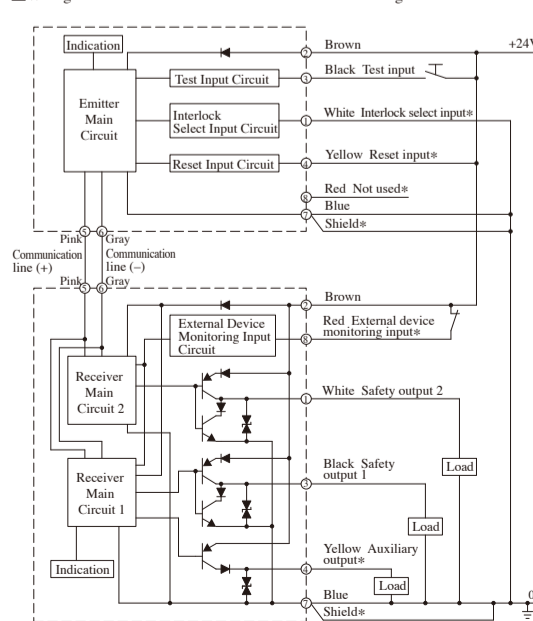 Indication
② Brown
+24V
③ Black Test input
Test Input Circuit
Emitter
Main
Circuit
Interlock
Select Input Circuit
① White Interlock select input*
Reset Input Circuit
④ Yellow Reset input*
⑧ Red Not used*
⑦ Blue
Shield*
Pink ⑤ ⑥ Gray
Communication
line (+)
Communication
line (–)
Pink ⑤ ⑥ Gray
② Brown
External Device
Monitoring Input
Circuit
⑧ Red External device
monitoring input*
Receiver
Main
Circuit 2
① White Safety output 2
Load
Receiver
Main
Circuit 1
③ Black Safety
output 1
Load
Indication
④ Yellow Auxiliary
output*
Load
⑦ Blue
Shield*